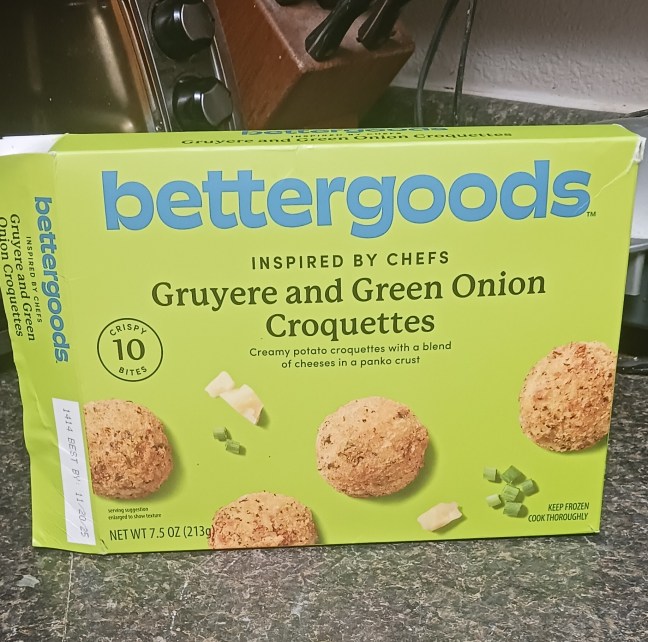 bettergoods
Gruyere and Green Onion Croquettes
bettergoods™
INSPIRED BY CHEFS
Gruyere and Green Onion
Croquettes
Creamy potato croquettes with a blend
of cheeses in a panko crust
CRISPY
10
BITES
serving suggestion
enlarged to show texture
NET WT 7.5 OZ (213g)
KEEP FROZEN
COOK THOROUGHLY
bettergoods.
INSPIRED BY CHEFS
Gruyere and Green
Onion Croquettes
1414 BEST BY: 11 20 25